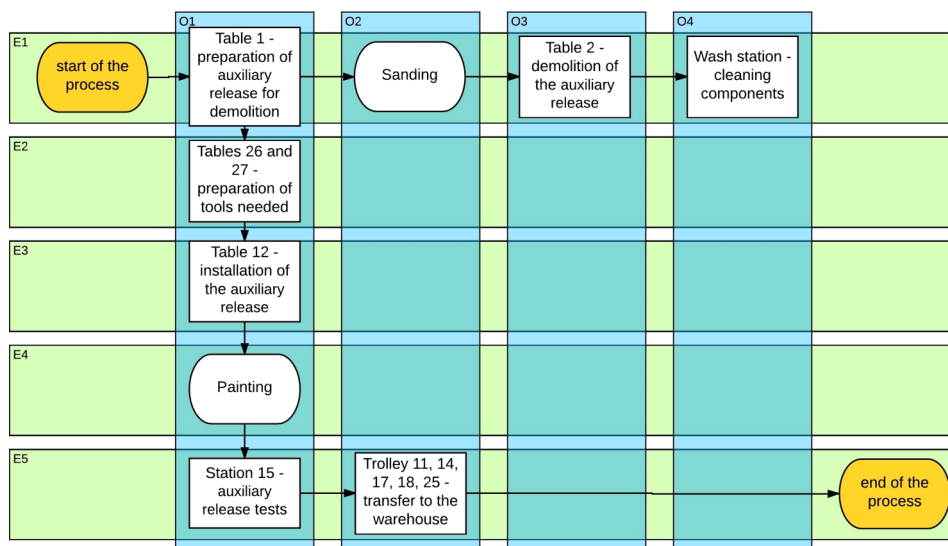 O1
O2
O3
O4
E1
start of the
process
Table 1 -
preparation of
auxiliary
release for
demolition
Sanding
Table 2 -
demolition of
the auxiliary
release
Wash station -
cleaning
components
E2
Tables 26 and
27 -
preparation of
tools needed
E3
Table 12 -
installation of
the auxiliary
release
E4
Painting
E5
Station 15 -
auxiliary
release tests
Trolley 11, 14,
17, 18, 25 -
transfer to the
warehouse
end of the
process